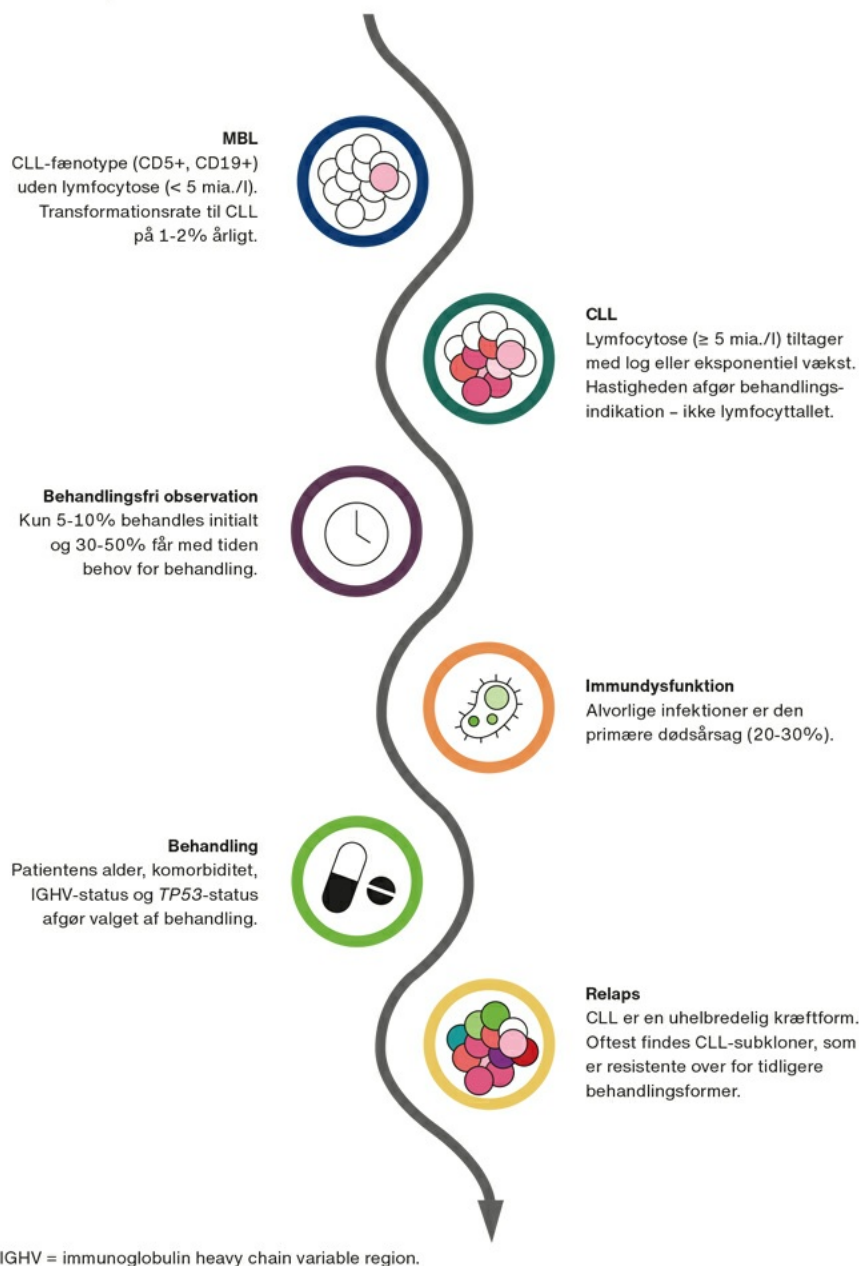 MBL
CLL-fænotype (CD5+, CD19+)
uden lymfocytose (< 5 mia./l).
Transformationsrate til CLL
på 1-2% årligt.
CLL
Lymfocytose (≥ 5 mia./l) tiltager
med log eller eksponentiel vækst.
Hastigheden afgør behandlings-
indikation – ikke lymfocyttallet.
Behandlingsfri observation
Kun 5-10% behandles initialt
og 30-50% får med tiden
behov for behandling.
Immundysfunktion
Alvorlige infektioner er den
primære dødsårsag (20-30%).
Behandling
Patientens alder, komorbiditet,
IGHV-status og TP53-status
afgør valget af behandling.
Relaps
CLL er en uhelbredelig kræftform.
Oftest findes CLL-subkloner, som
er resistente over for tidligere
behandlingsformer.
IGHV = immunoglobulin heavy chain variable region.